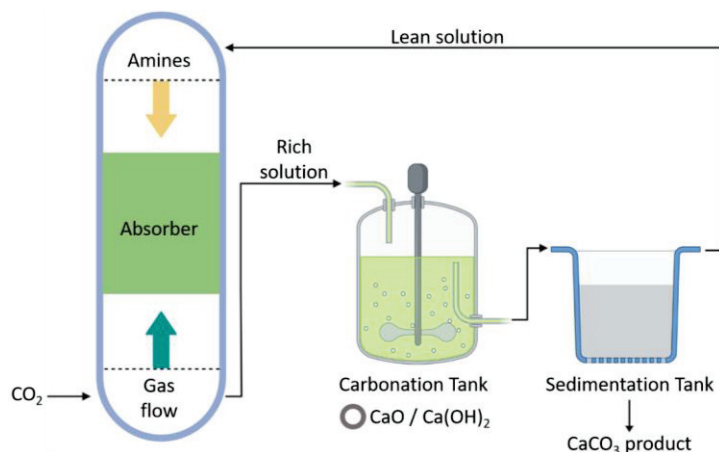 Amines
Lean solution
Rich
solution
Absorber
CO₂
Gas
flow
Carbonation Tank
CaO / Ca(OH)₂
Sedimentation Tank
CaCO₃ product